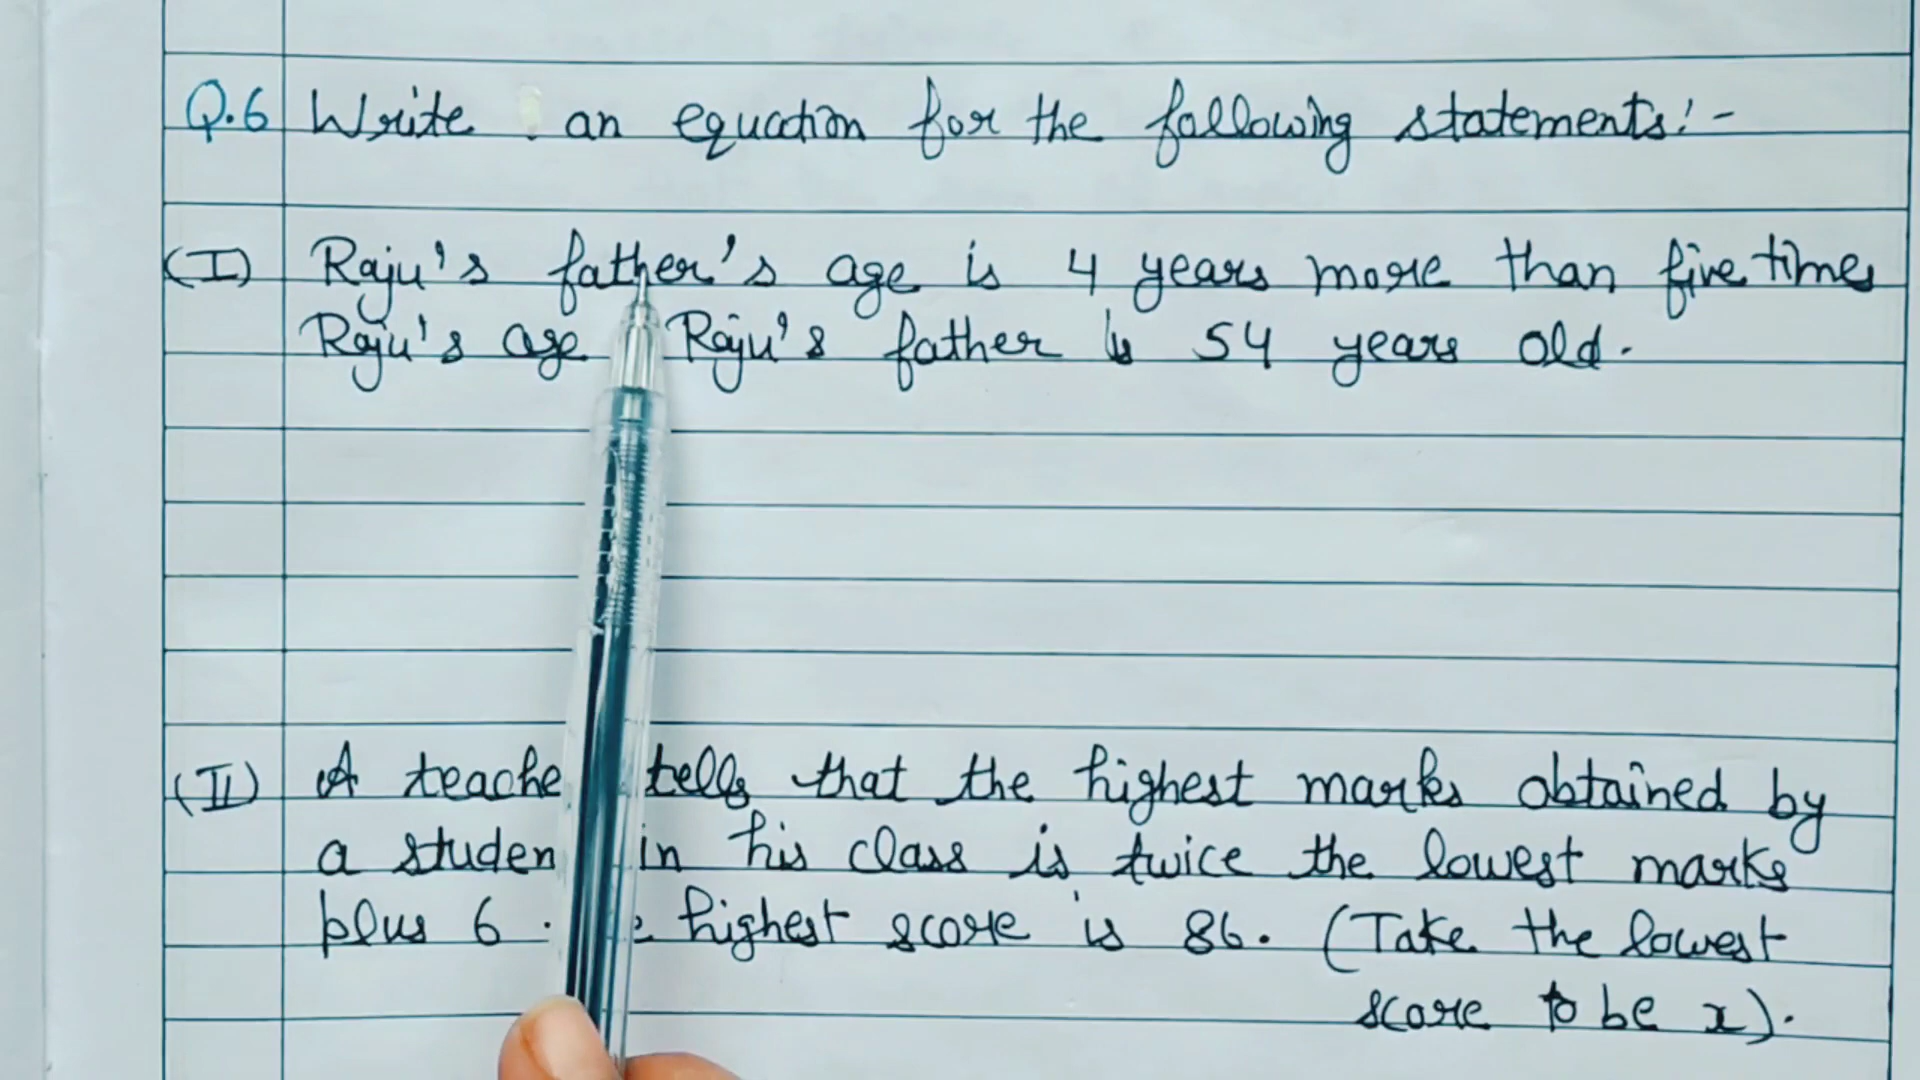 Q.6 Write an equation for the following statements:-
(I) Raju's father's age is 4 years more than five times
Raju's age Raju's father is 54 years old.
(II) A teache tells that the highest marks obtained by
a studen in his class is twice the lowest marks
plus 6. highest score is 86. (Take the lowest
score to be x).